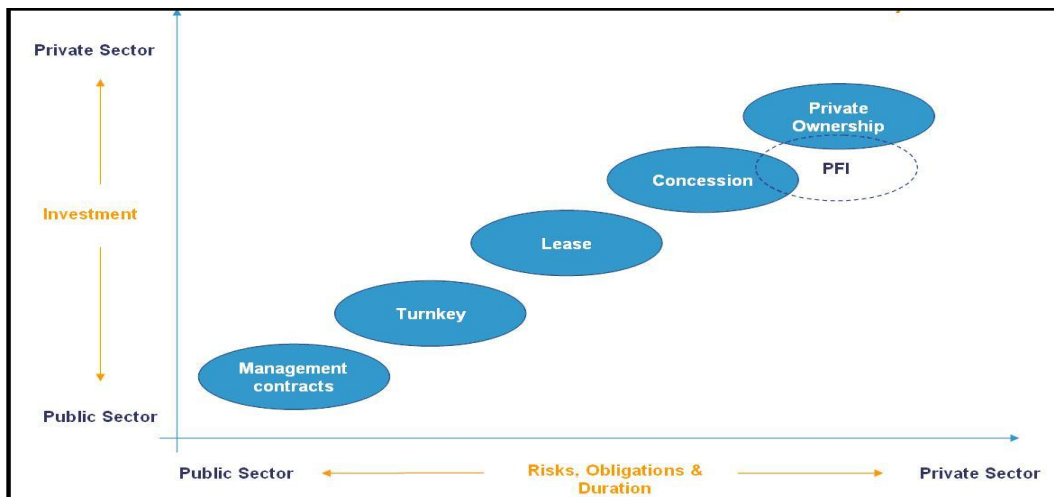 Private Sector
Private
Ownership
PFI
Concession
Investment
Lease
Turnkey
Management
contracts
Public Sector
Public Sector
Risks, Obligations &
Duration
Private Sector